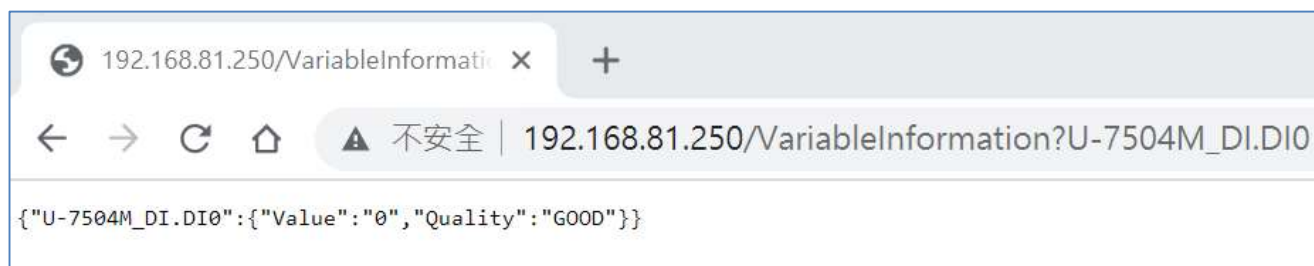 192.168.81.250/VariableInformati
不安全 | 192.168.81.250/VariableInformation?U-7504M_DI.DI0
{"U-7504M_DI.DI0":{"Value":"0","Quality":"GOOD"}}